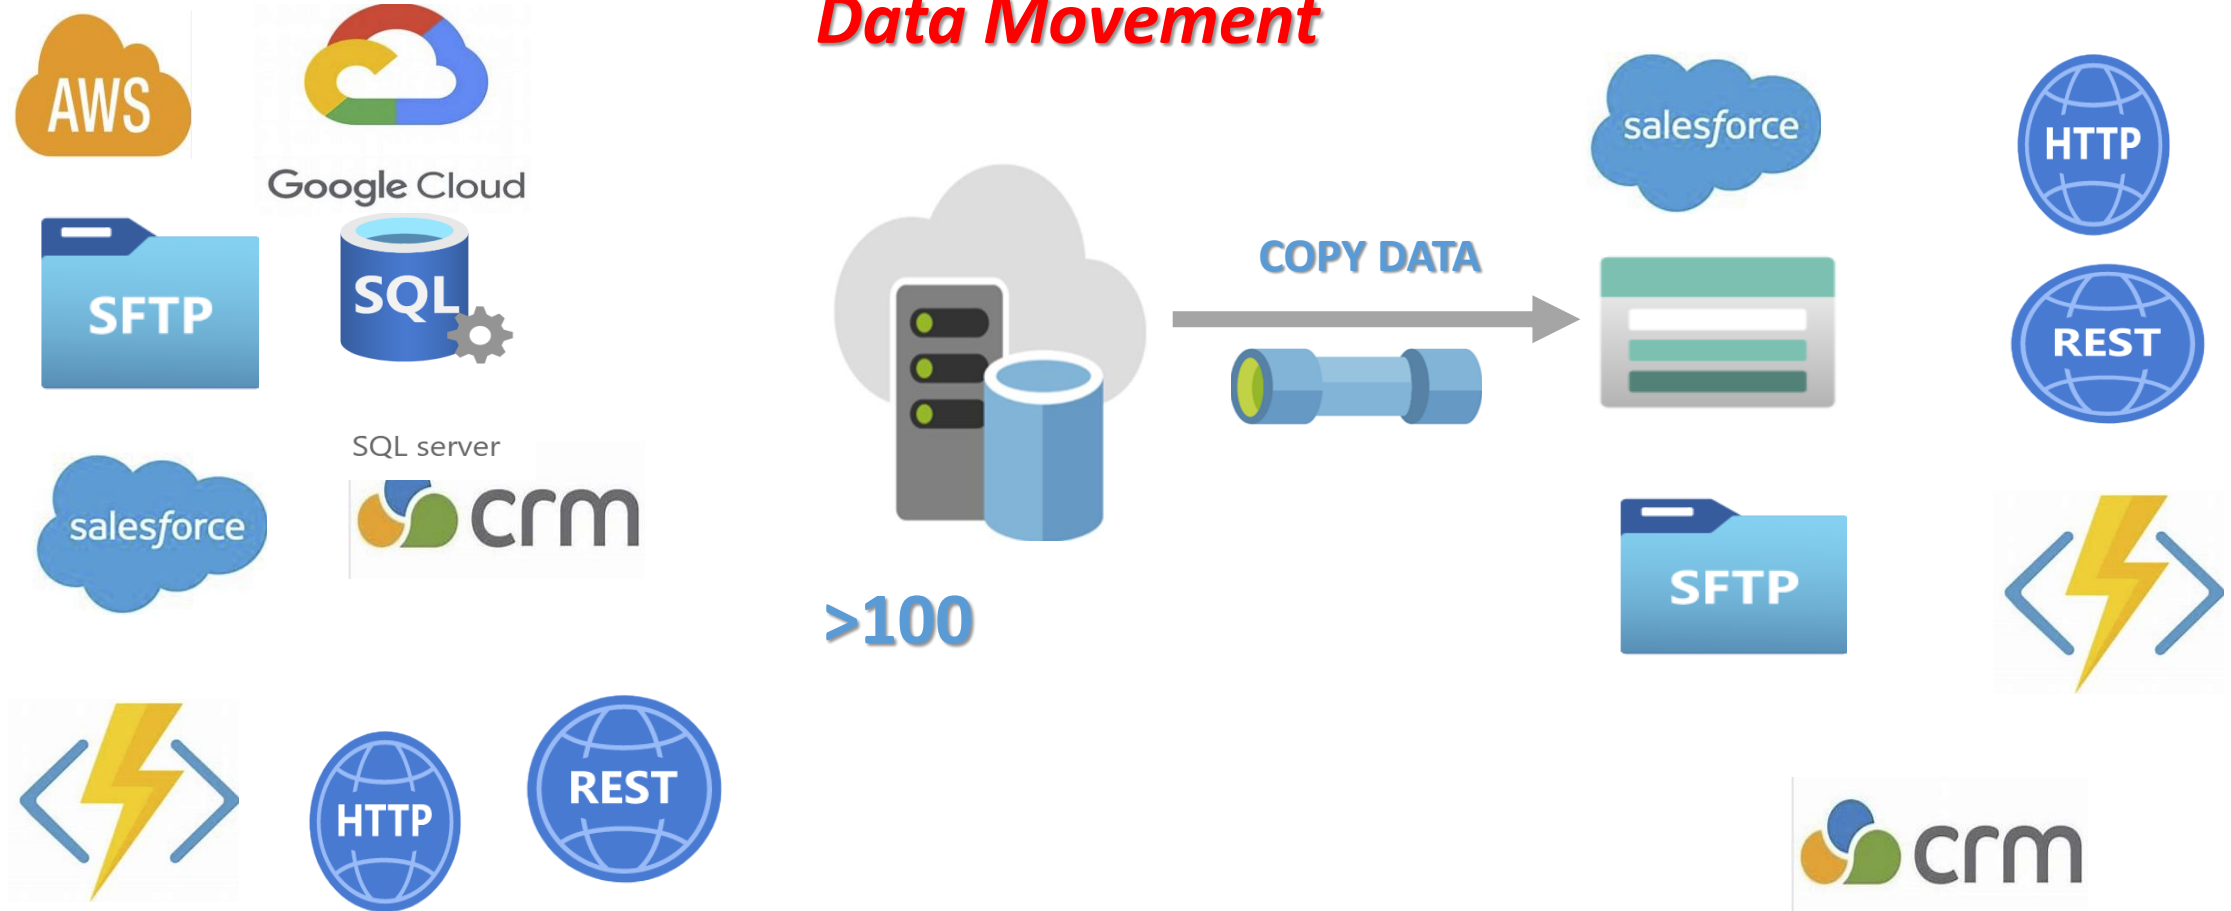 Data Movement
AWS
Google Cloud
SFTP
SQL
SQL server
salesforce
crm
HTTP
REST
>100
COPY DATA
salesforce
HTTP
REST
SFTP
crm